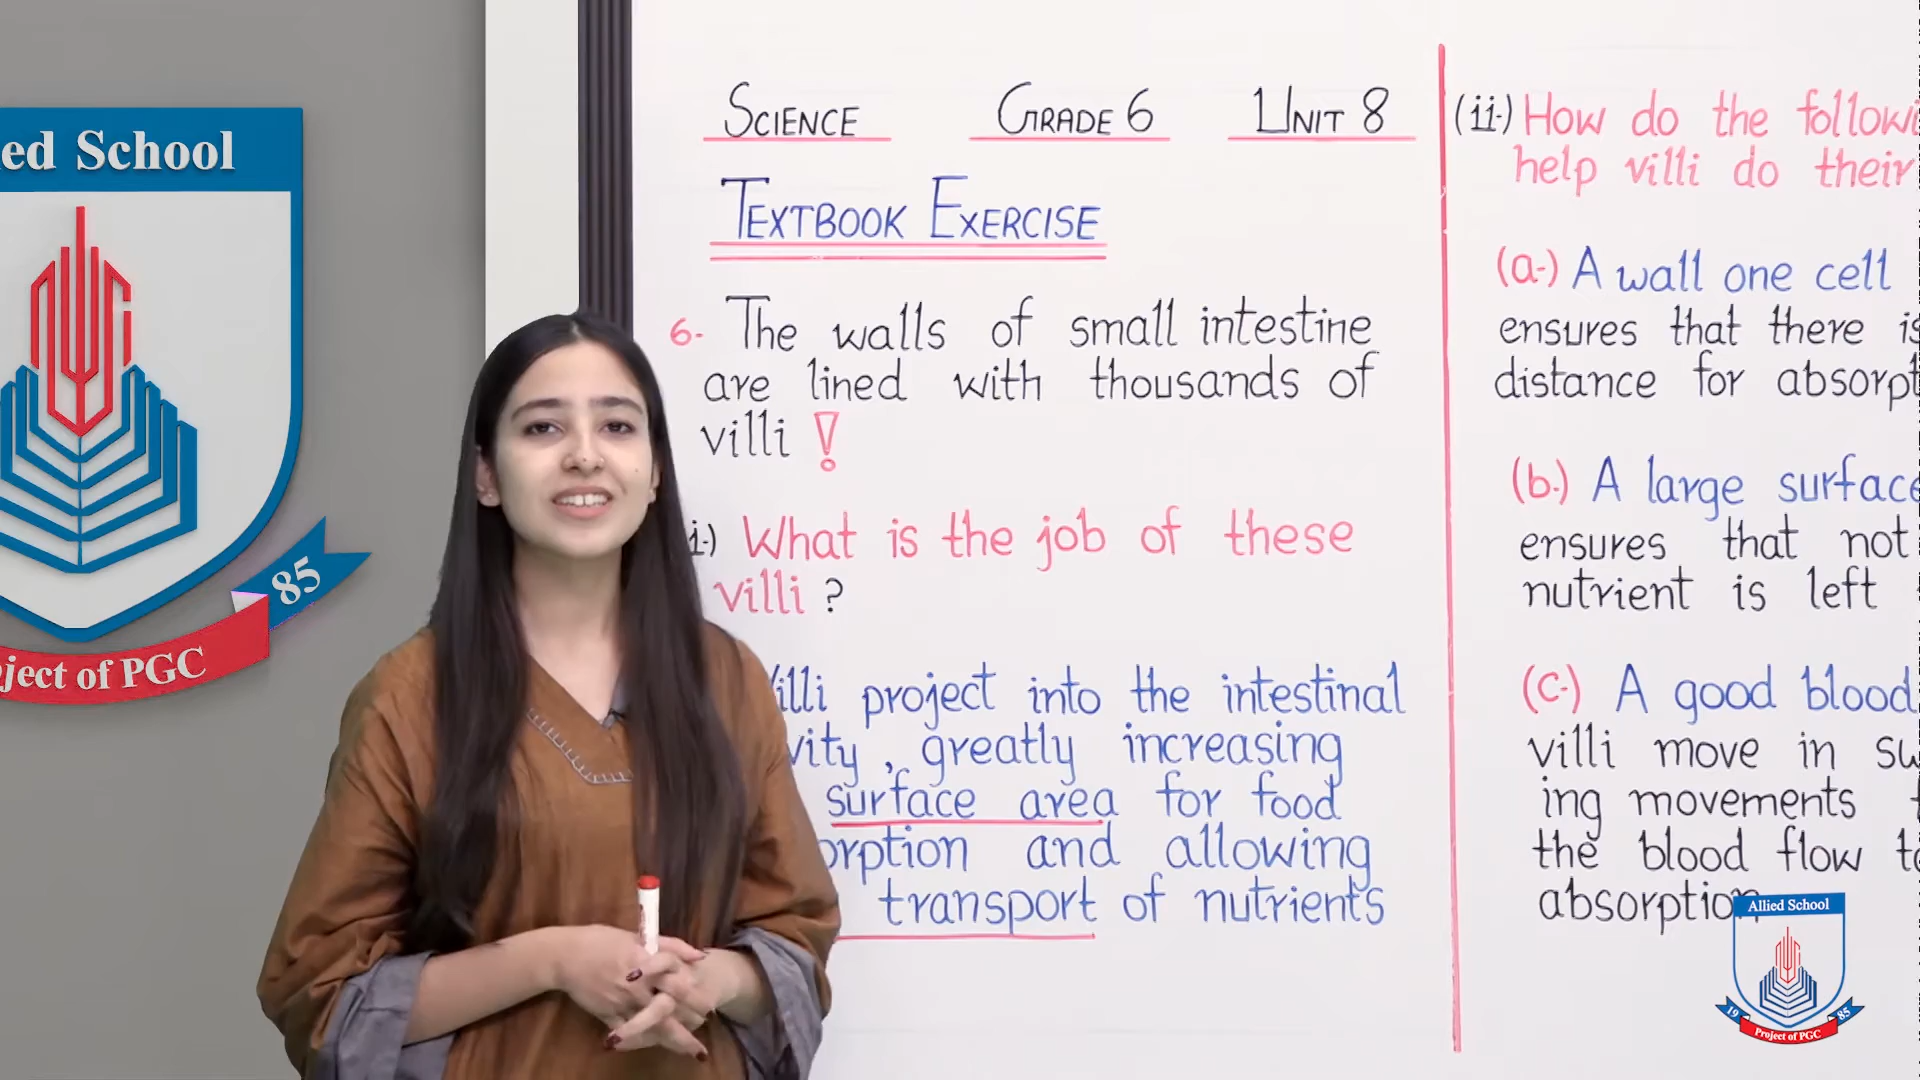 ed School
85
ject of PGC
SCIENCE GRADE 6 UNIT 8
TEXTBOOK EXERCISE
6- The walls of small intestine
are lined with thousands of
villi !
i-) What is the job of these
villi ?
Villi project into the intestinal
vity , greatly increasing
surface area for food
orption and allowing
transport of nutrients
(ii-) How do the followi
help villi do their
(a-) A wall one cell
ensures that there is
distance for absorpt
(b-) A large surface
ensures that not
nutrient is left
(c-) A good blood
villi move in sw
ing movements
the blood flow to
absorption
Allied School
19 85
Project of PGC